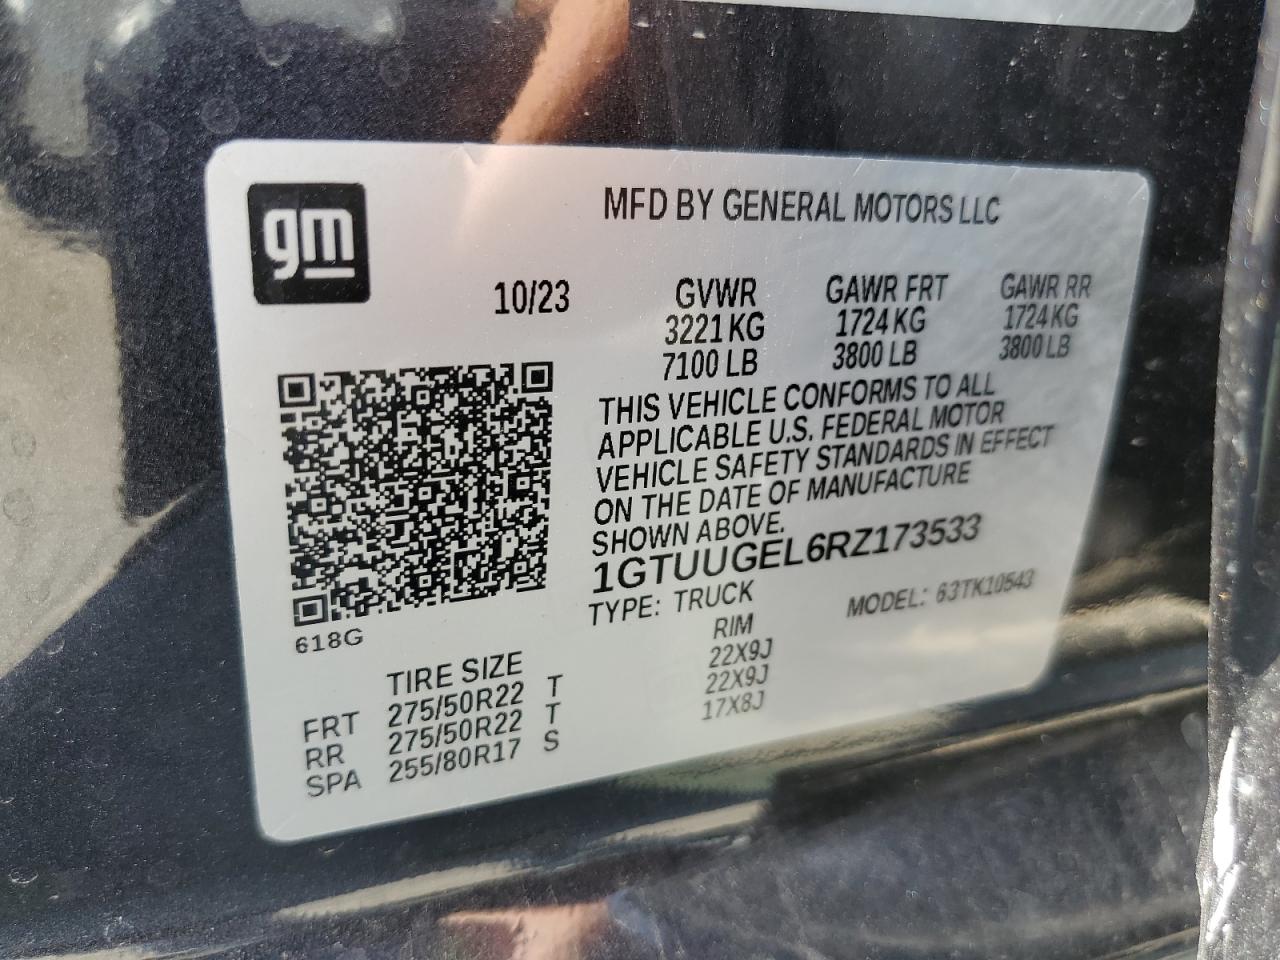 gm
MFD BY GENERAL MOTORS LLC
10/23 GVWR GAWR FRT GAWR RR
3221 KG 1724 KG 1724 KG
7100 LB 3800 LB 3800 LB
THIS VEHICLE CONFORMS TO ALL
APPLICABLE U.S. FEDERAL MOTOR
VEHICLE SAFETY STANDARDS IN EFFECT
ON THE DATE OF MANUFACTURE
SHOWN ABOVE.
1GTUUGEL6RZ173533
TYPE: TRUCK MODEL: 63TK10543
618G
TIRE SIZE RIM
FRT 275/50R22 T 22X9J
RR 275/50R22 T 22X9J
SPA 255/80R17 S 17X8J